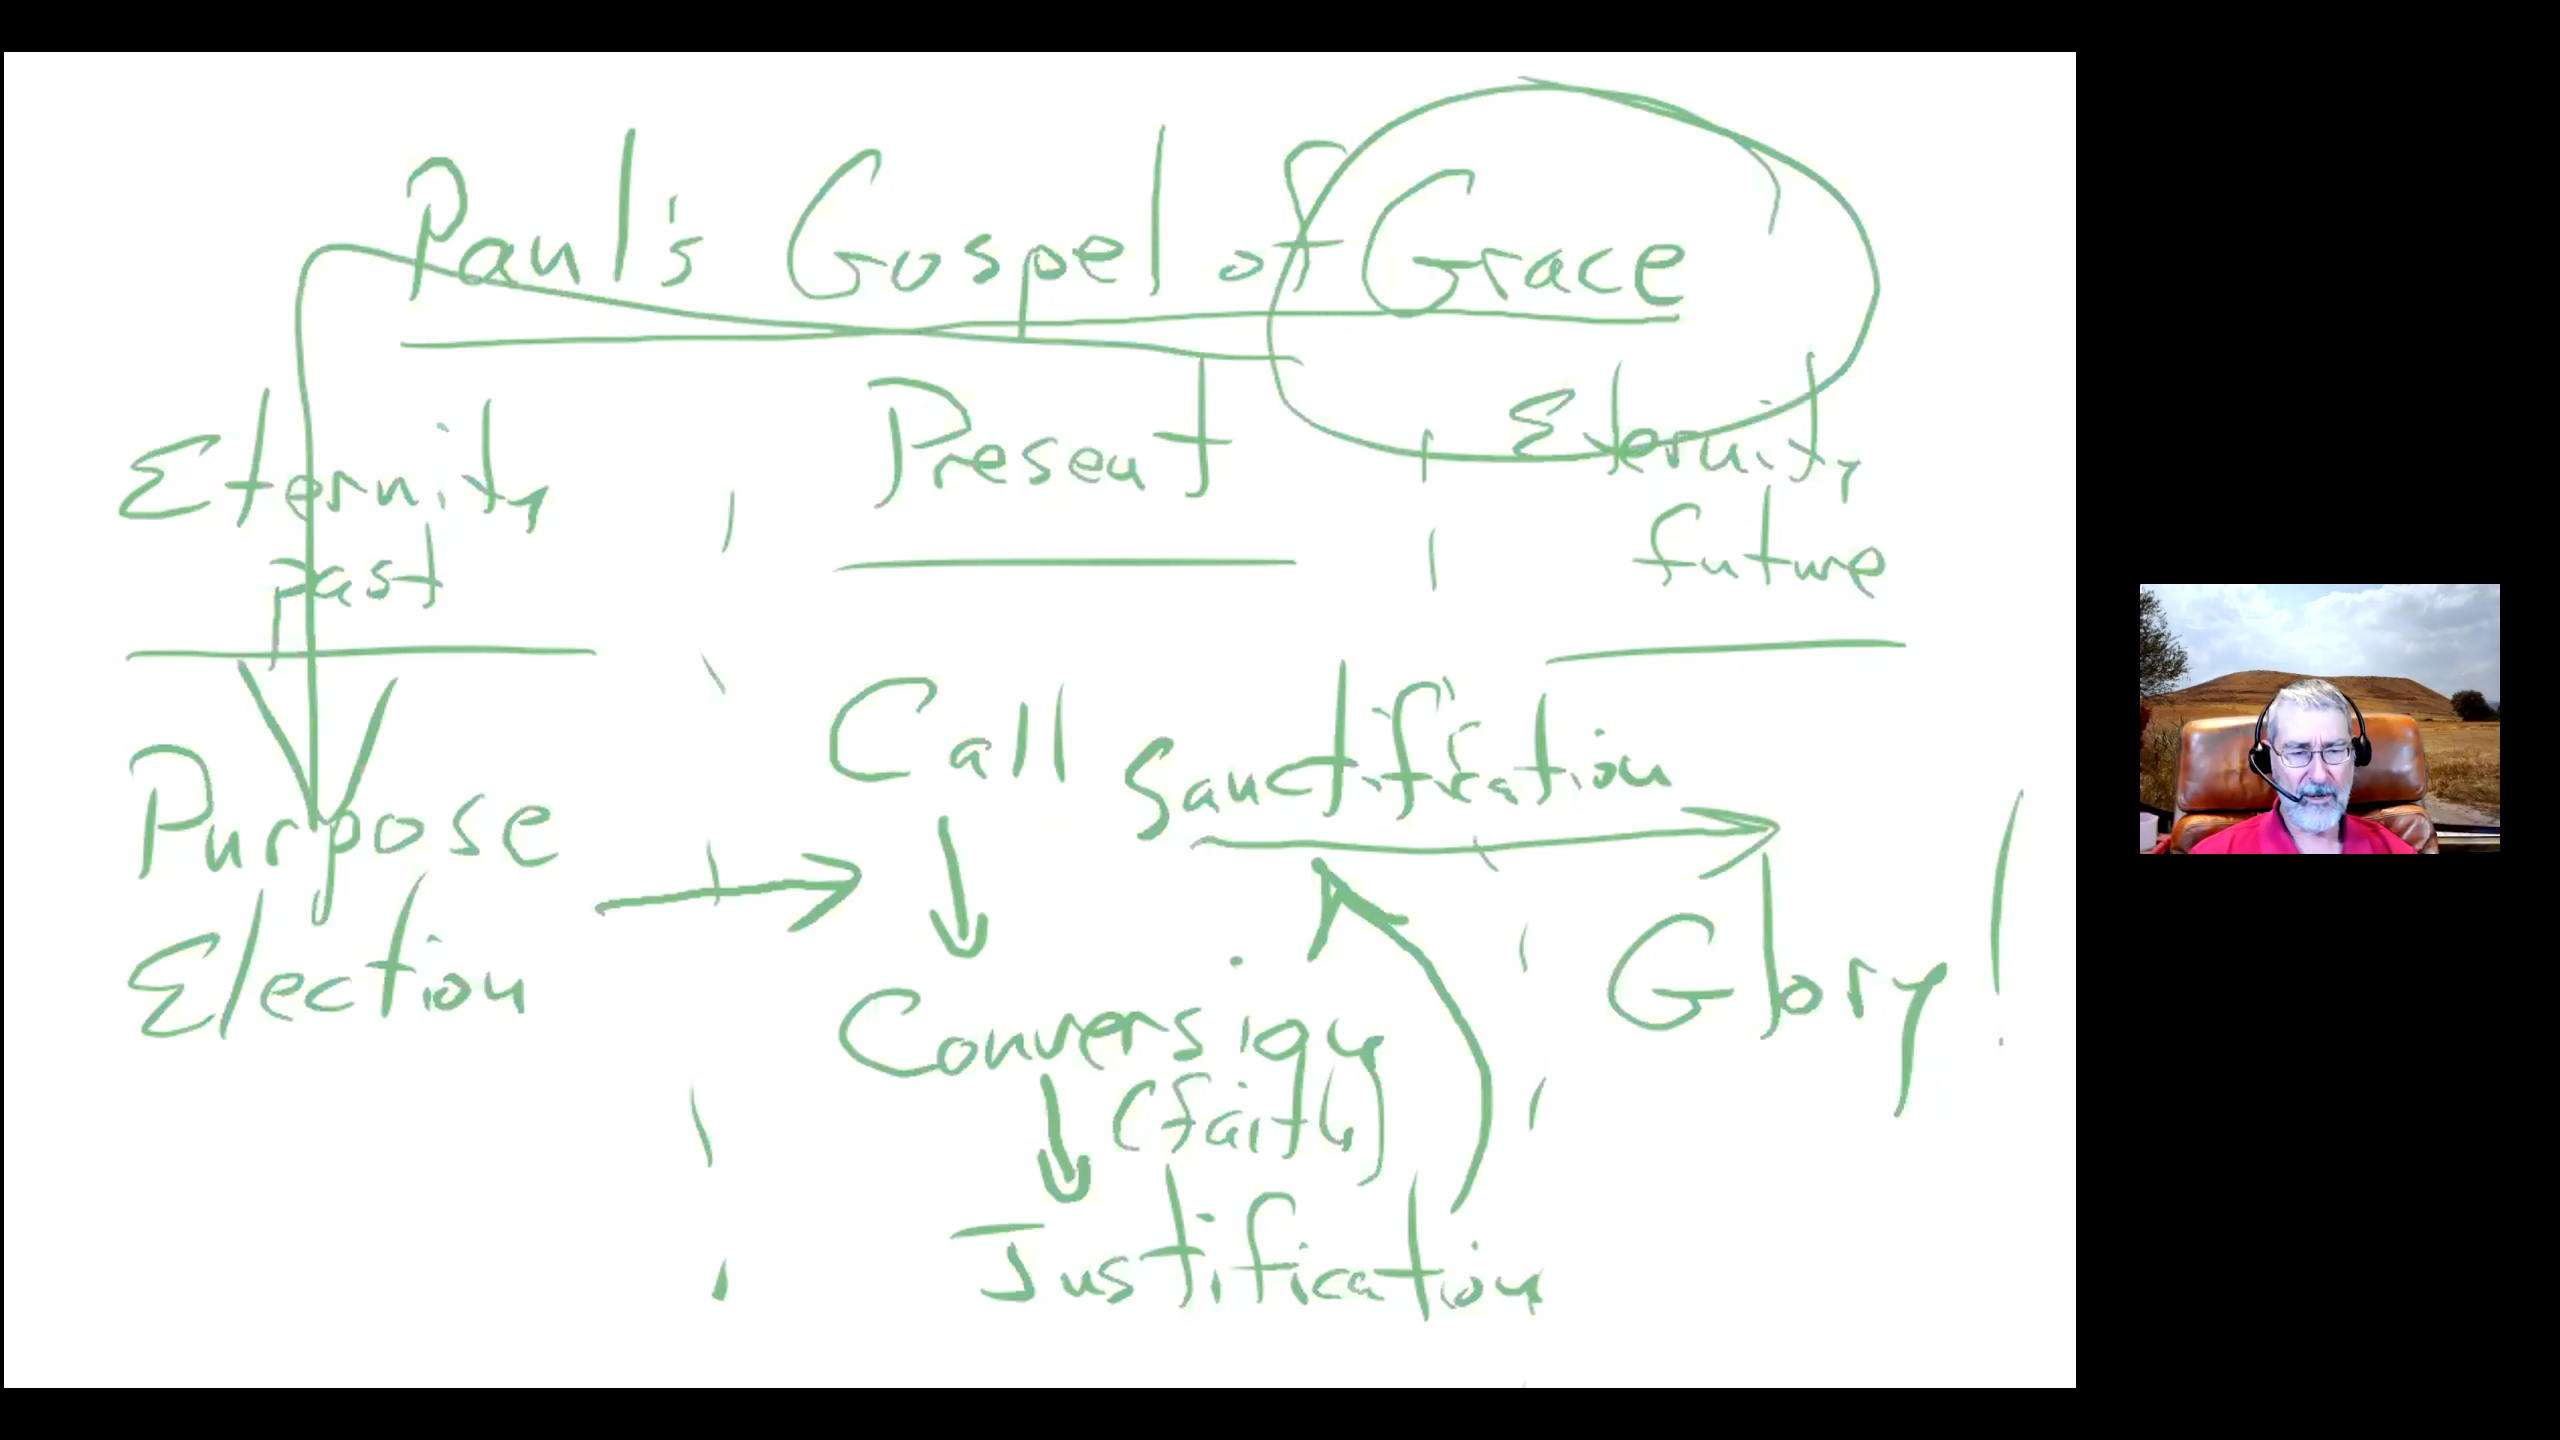 Paul's Gospel of Grace
Eternity
past
Present
Eternity
future
Purpose
Election
Call
Conversion
(faith)
Justification
Sanctification
Glory!